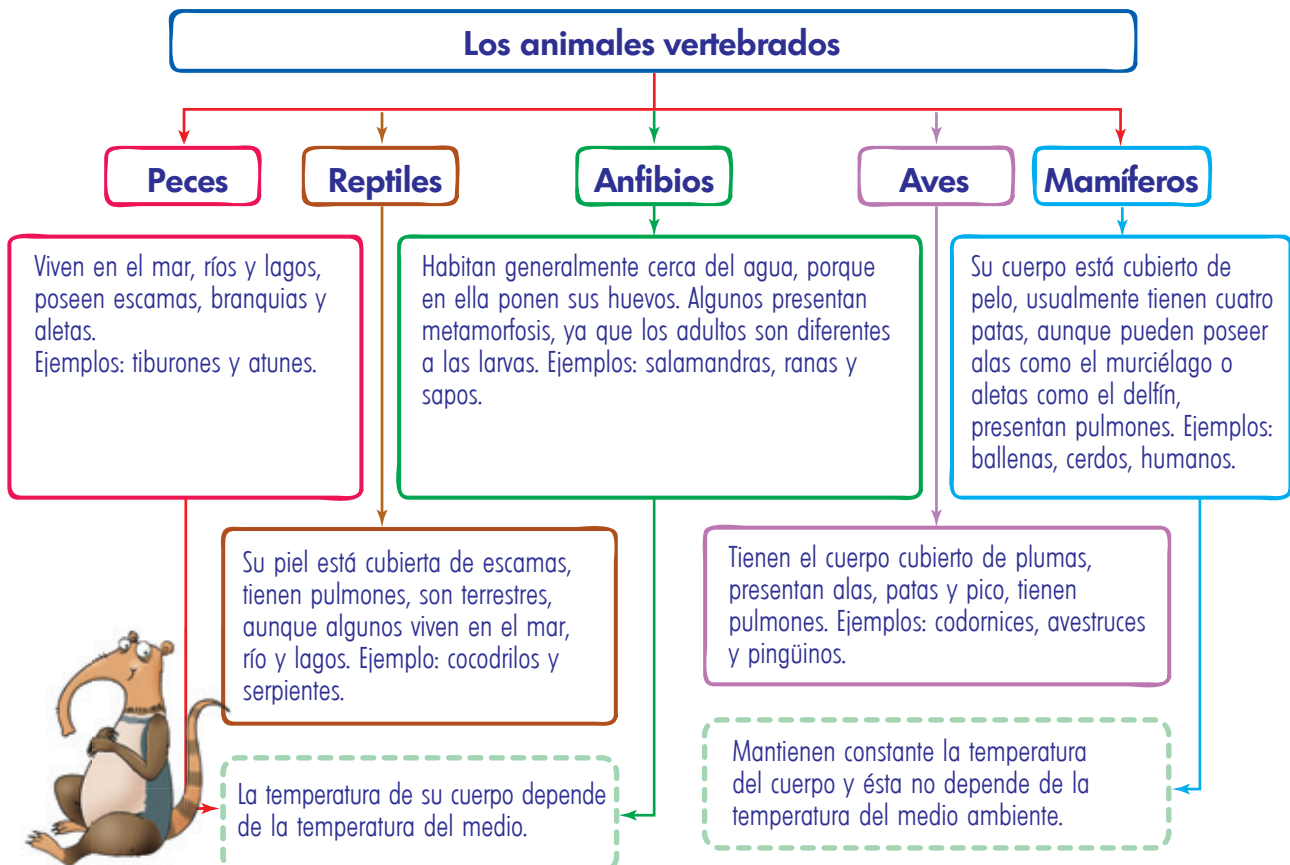 Los animales vertebrados
Peces
Reptiles
Anfibios
Aves
Mamíferos
Viven en el mar, ríos y lagos,
poseen escamas, branquias y
aletas.
Ejemplos: tiburones y atunes.
Habitan generalmente cerca del agua, porque
en ella ponen sus huevos. Algunos presentan
metamorfosis, ya que los adultos son diferentes
a las larvas. Ejemplos: salamandras, ranas y
sapos.
Su cuerpo está cubierto de
pelo, usualmente tienen cuatro
patas, aunque pueden poseer
alas como el murciélago o
aletas como el delfín,
presentan pulmones. Ejemplos:
ballenas, cerdos, humanos.
Su piel está cubierta de escamas,
tienen pulmones, son terrestres,
aunque algunos viven en el mar,
río y lagos. Ejemplo: cocodrilos y
serpientes.
Tienen el cuerpo cubierto de plumas,
presentan alas, patas y pico, tienen
pulmones. Ejemplos: codornices, avestruces
y pingüinos.
La temperatura de su cuerpo depende
de la temperatura del medio.
Mantienen constante la temperatura
del cuerpo y ésta no depende de la
temperatura del medio ambiente.